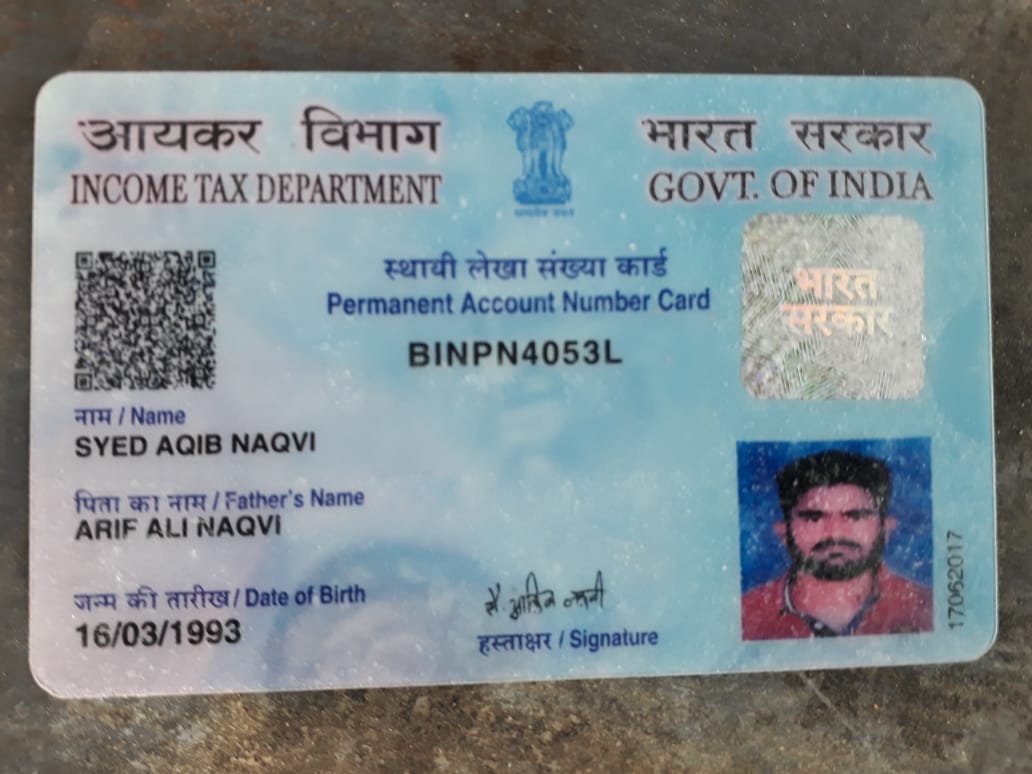 आयकर विभाग
INCOME TAX DEPARTMENT
भारत सरकार
GOVT. OF INDIA
सत्यमेव जयते
स्थायी लेखा संख्या कार्ड
Permanent Account Number Card
BINPN4053L
भारत
सरकार
नाम / Name
SYED AQIB NAQVI
पिता का नाम / Father's Name
ARIF ALI NAQVI
जन्म की तारीख / Date of Birth
16/03/1993
हस्ताक्षर / Signature
17062017